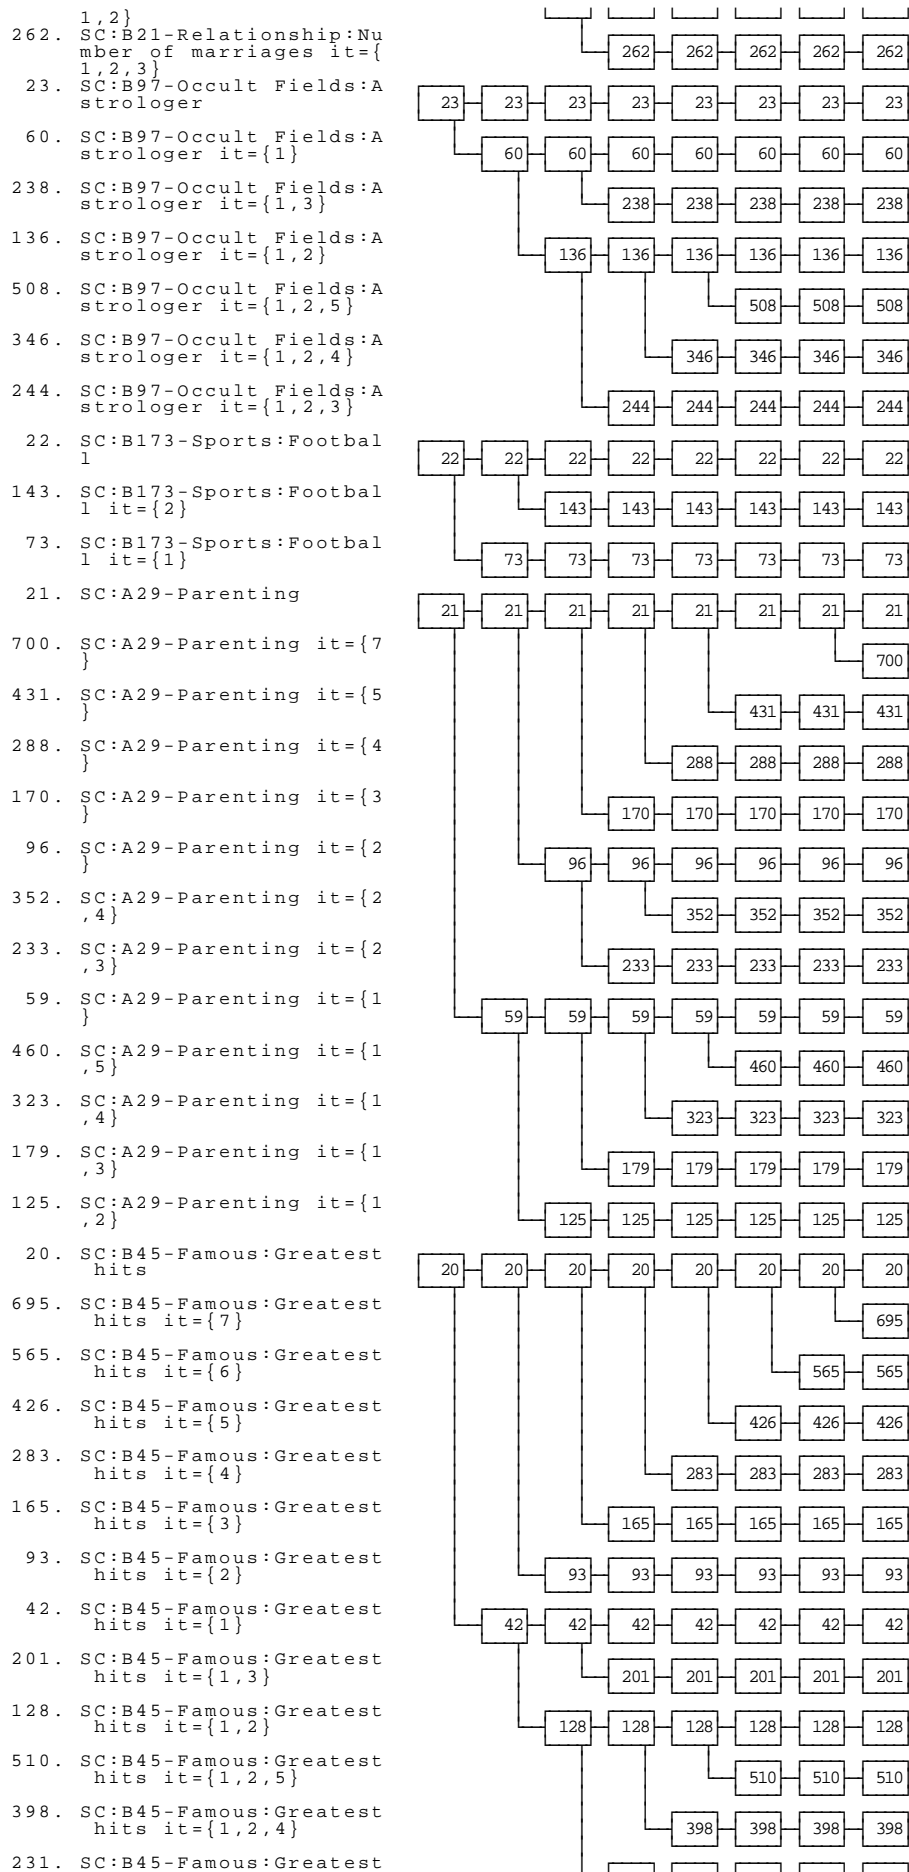 1,2}
262. SC:B21-Relationship:Nu
mber of marriages it={
1,2,3}
262 262 262 262 262
23. SC:B97-Occult Fields:A
strologer
23 23 23 23 23 23 23 23
60. SC:B97-Occult Fields:A
strologer it={1}
60 60 60 60 60 60 60
238. SC:B97-Occult Fields:A
strologer it={1,3}
238 238 238 238 238
136. SC:B97-Occult Fields:A
strologer it={1,2}
136 136 136 136 136 136
508. SC:B97-Occult Fields:A
strologer it={1,2,5}
508 508 508
346. SC:B97-Occult Fields:A
strologer it={1,2,4}
346 346 346 346
244. SC:B97-Occult Fields:A
strologer it={1,2,3}
244 244 244 244 244
22. SC:B173-Sports:Footbal
l
22 22 22 22 22 22 22 22
143. SC:B173-Sports:Footbal
l it={2}
143 143 143 143 143 143
73. SC:B173-Sports:Footbal
l it={1}
73 73 73 73 73 73 73
21. SC:A29-Parenting
21 21 21 21 21 21 21 21
700. SC:A29-Parenting it={7
}
700
431. SC:A29-Parenting it={5
}
431 431 431
288. SC:A29-Parenting it={4
}
288 288 288 288
170. SC:A29-Parenting it={3
}
170 170 170 170 170
96. SC:A29-Parenting it={2
}
96 96 96 96 96 96
352. SC:A29-Parenting it={2
,4}
352 352 352 352
233. SC:A29-Parenting it={2
,3}
233 233 233 233 233
59. SC:A29-Parenting it={1
}
59 59 59 59 59 59 59
460. SC:A29-Parenting it={1
,5}
460 460 460
323. SC:A29-Parenting it={1
,4}
323 323 323 323
179. SC:A29-Parenting it={1
,3}
179 179 179 179 179
125. SC:A29-Parenting it={1
,2}
125 125 125 125 125 125
20. SC:B45-Famous:Greatest
hits
20 20 20 20 20 20 20 20
695. SC:B45-Famous:Greatest
hits it={7}
695
565. SC:B45-Famous:Greatest
hits it={6}
565 565
426. SC:B45-Famous:Greatest
hits it={5}
426 426 426
283. SC:B45-Famous:Greatest
hits it={4}
283 283 283 283
165. SC:B45-Famous:Greatest
hits it={3}
165 165 165 165 165
93. SC:B45-Famous:Greatest
hits it={2}
93 93 93 93 93 93
42. SC:B45-Famous:Greatest
hits it={1}
42 42 42 42 42 42 42
201. SC:B45-Famous:Greatest
hits it={1,3}
201 201 201 201 201
128. SC:B45-Famous:Greatest
hits it={1,2}
128 128 128 128 128 128
510. SC:B45-Famous:Greatest
hits it={1,2,5}
510 510 510
398. SC:B45-Famous:Greatest
hits it={1,2,4}
398 398 398 398
231. SC:B45-Famous:Greatest